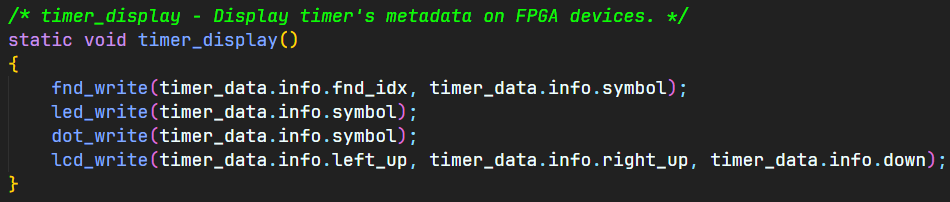 /* timer_display - Display timer's metadata on FPGA devices. */
static void timer_display()
{
    fnd_write(timer_data.info.fnd_idx, timer_data.info.symbol);
    led_write(timer_data.info.symbol);
    dot_write(timer_data.info.symbol);
    lcd_write(timer_data.info.left_up, timer_data.info.right_up, timer_data.info.down);
}